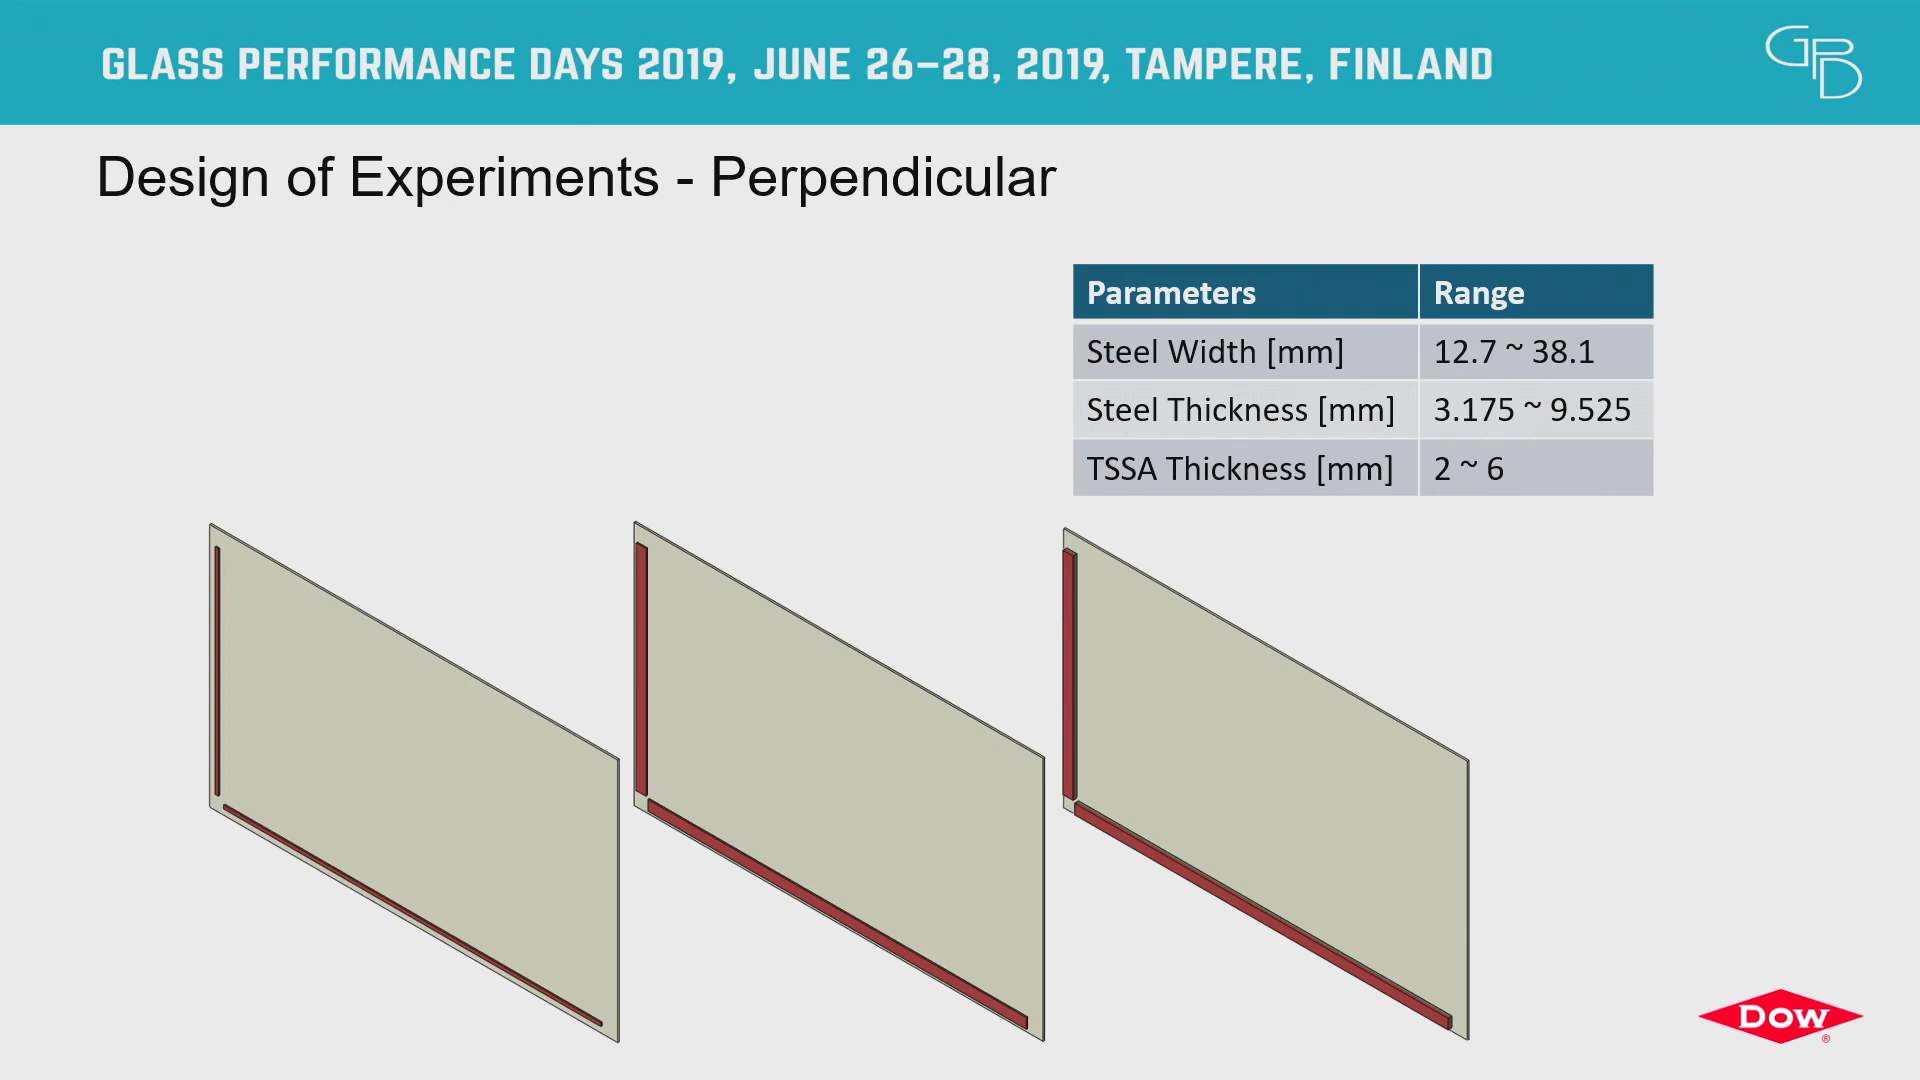 GLASS PERFORMANCE DAYS 2019, JUNE 26–28, 2019, TAMPERE, FINLAND
GPD
Design of Experiments - Perpendicular
Parameters Range
Steel Width [mm] 12.7 ~ 38.1
Steel Thickness [mm] 3.175 ~ 9.525
TSSA Thickness [mm] 2 ~ 6
DOW
®